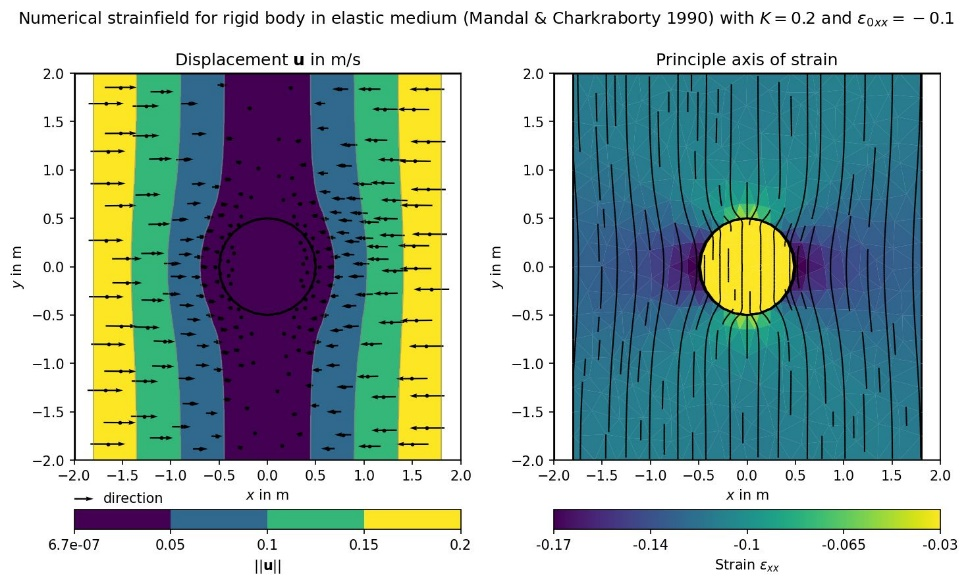 Numerical strainfield for rigid body in elastic medium (Mandal & Charkraborty 1990) with K = 0.2 and ε₀ₓₓ = −0.1
Displacement u in m/s
2.0
1.5
1.0
0.5
0.0
−0.5
−1.0
−1.5
−2.0
y in m
−2.0 −1.5 −1.0 −0.5 0.0 0.5 1.0 1.5 2.0
x in m
direction
6.7e-07 0.05 0.1 0.15 0.2
||u||
Principle axis of strain
2.0
1.5
1.0
0.5
0.0
−0.5
−1.0
−1.5
−2.0
y in m
−2.0 −1.5 −1.0 −0.5 0.0 0.5 1.0 1.5 2.0
x in m
-0.17 -0.14 -0.1 -0.065 -0.03
Strain εₓₓ